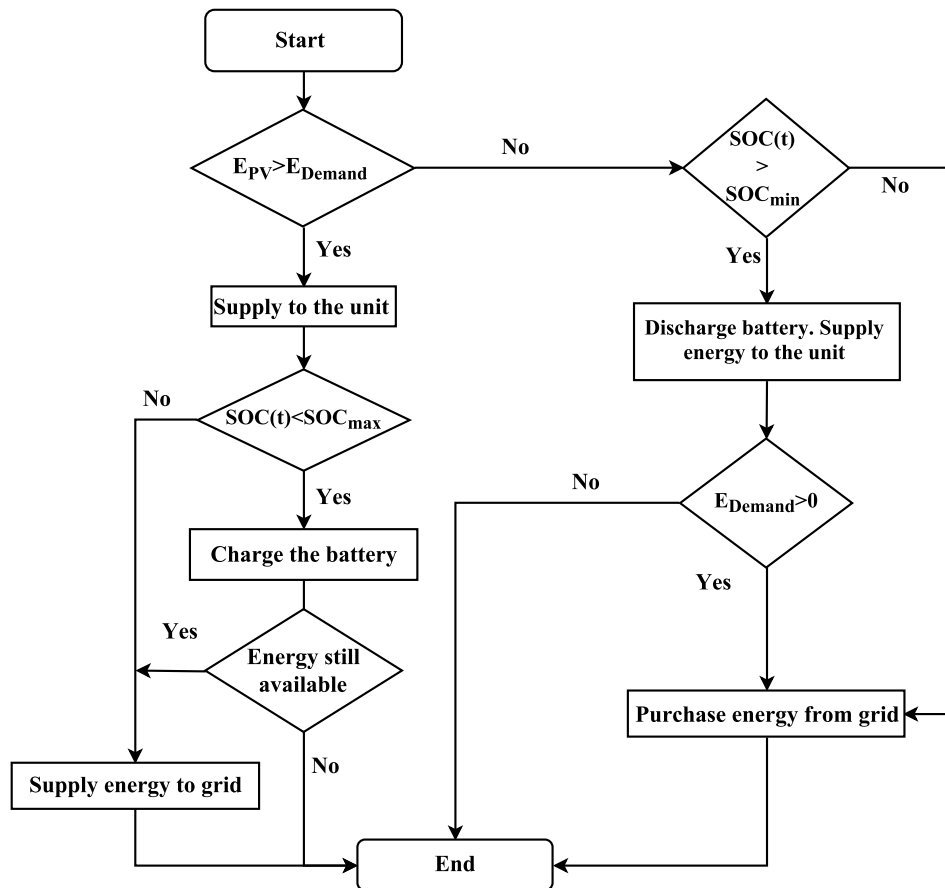 Start
E_PV>E_Demand
No
SOC(t)
>
SOC_min
No
Yes
Yes
Supply to the unit
Discharge battery. Supply
energy to the unit
No
SOC(t)<SOC_max
Yes
No
E_Demand>0
Charge the battery
Yes
Yes
Energy still
available
Purchase energy from grid
No
Supply energy to grid
End